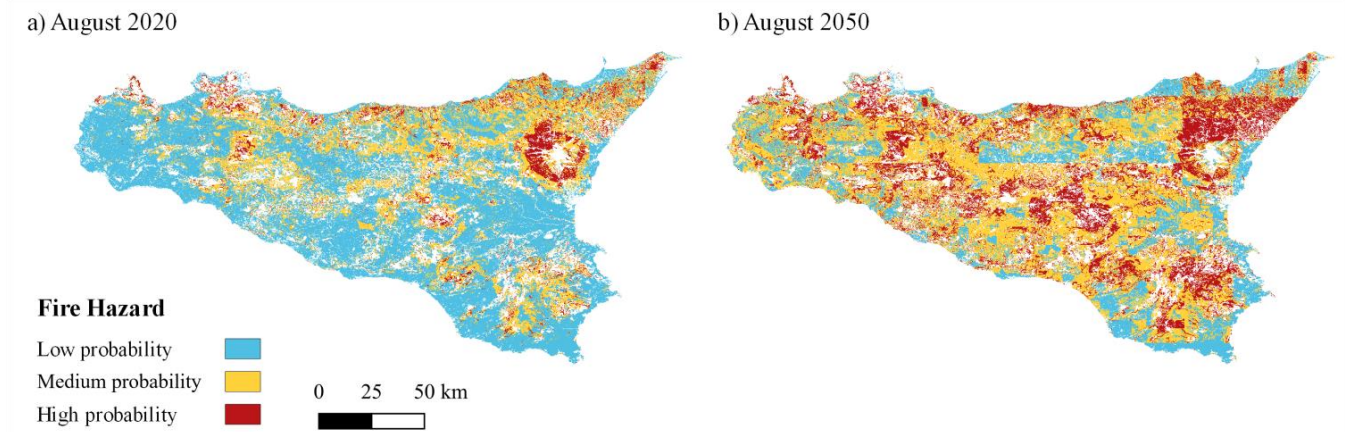 a) August 2020
b) August 2050
Fire Hazard
Low probability
Medium probability
High probability
0 25 50 km